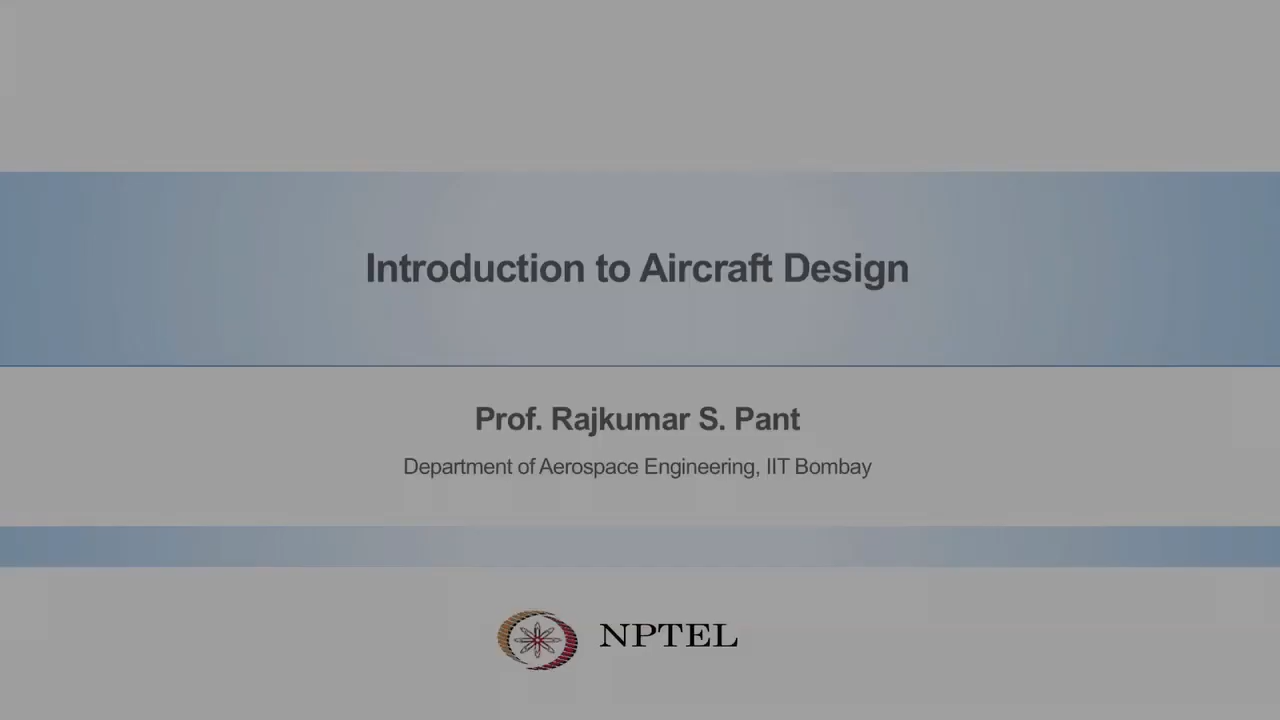 Introduction to Aircraft Design
Prof. Rajkumar S. Pant
Department of Aerospace Engineering, IIT Bombay
NPTEL